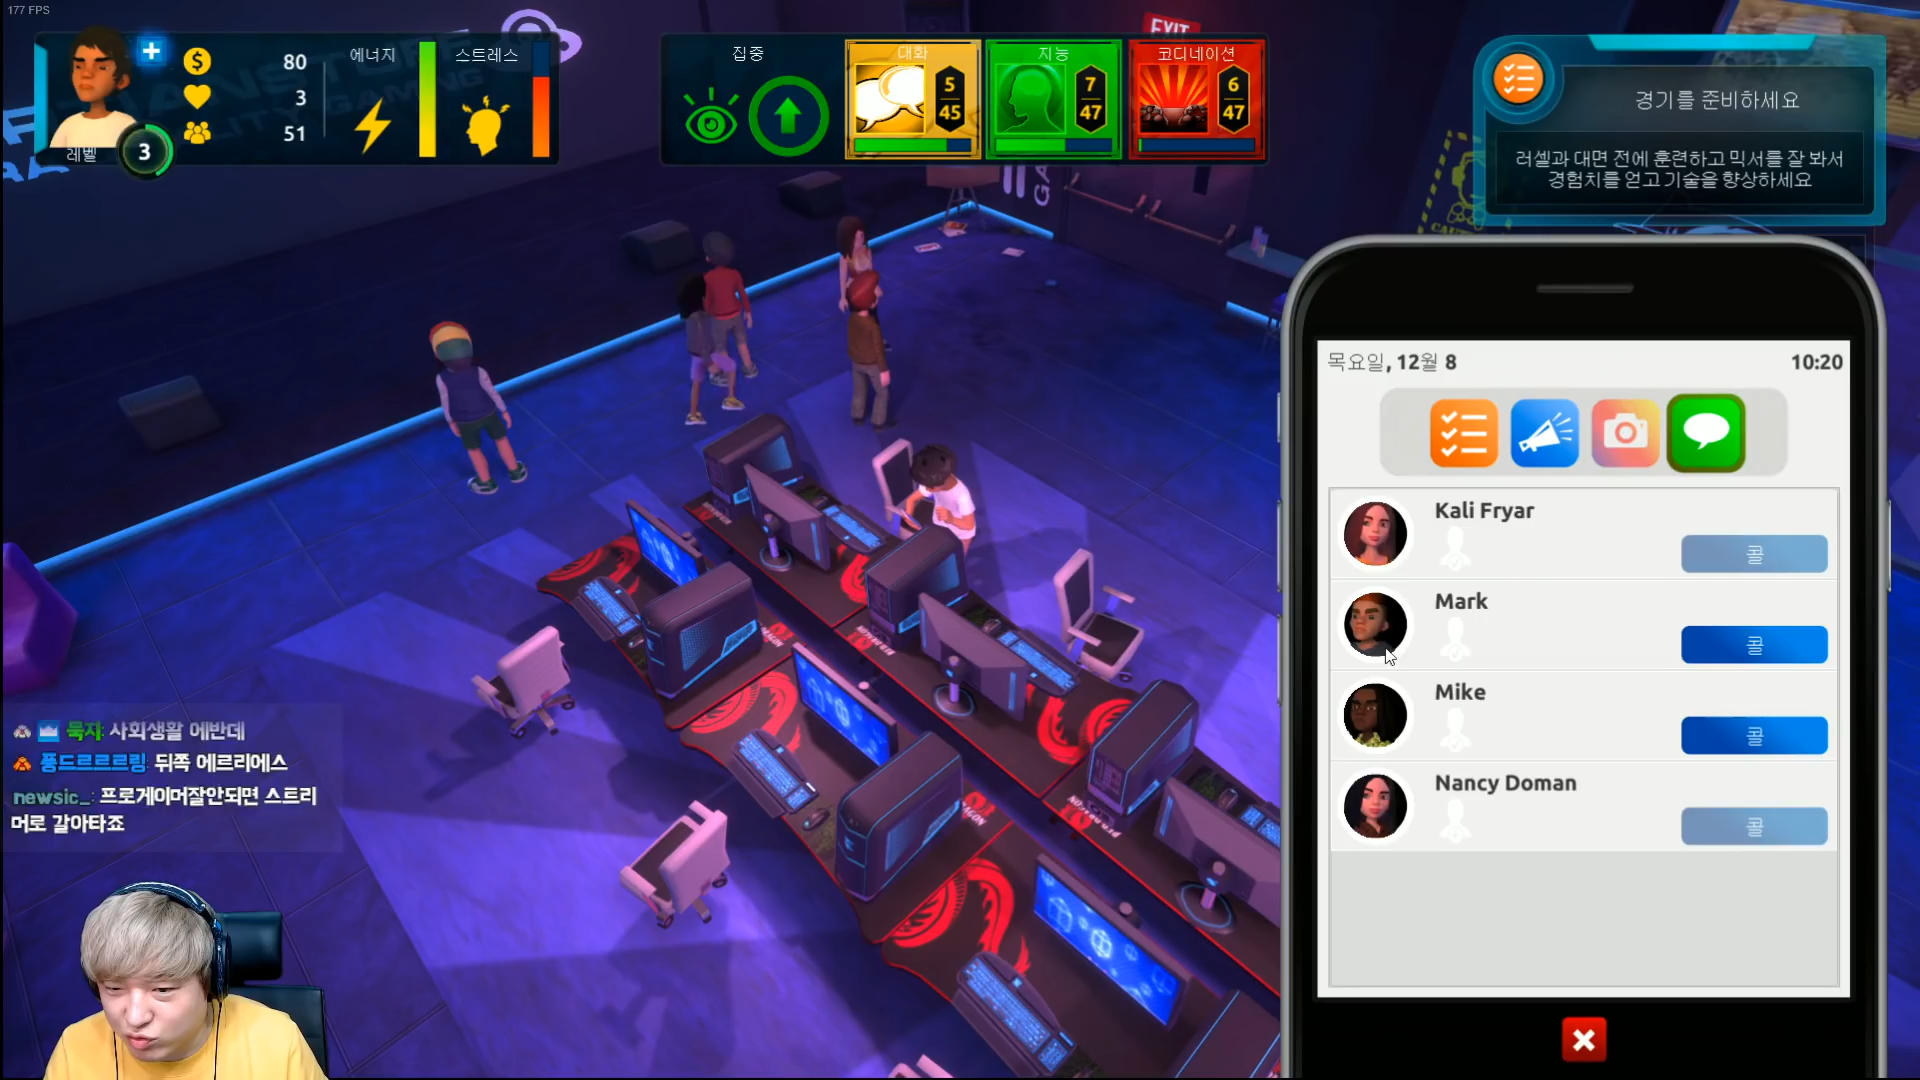 177 FPS
80
3
51
레벨
3
에너지
스트레스
집중
대화
5
45
지능
7
47
코디네이션
6
47
EXIT
경기를 준비하세요
러셀과 대면 전에 훈련하고 믹서를 잘 봐서
경험치를 얻고 기술을 향상하세요
목요일, 12월 8
10:20
Kali Fryar
콜
Mark
콜
Mike
콜
Nancy Doman
콜
묵자: 사회생활 에반데
퐁드르르르링: 뒤쪽 에르리에스
newsic_: 프로게이머잘안되면 스트리
머로 갈아타죠